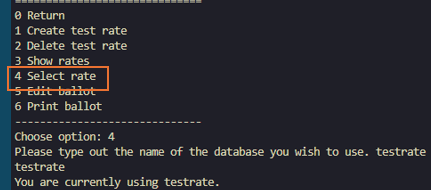 ==============================
0 Return
1 Create test rate
2 Delete test rate
3 Show rates
4 Select rate
5 Edit ballot
6 Print ballot
------------------------------
Choose option: 4
Please type out the name of the database you wish to use. testrate
testrate
You are currently using testrate.